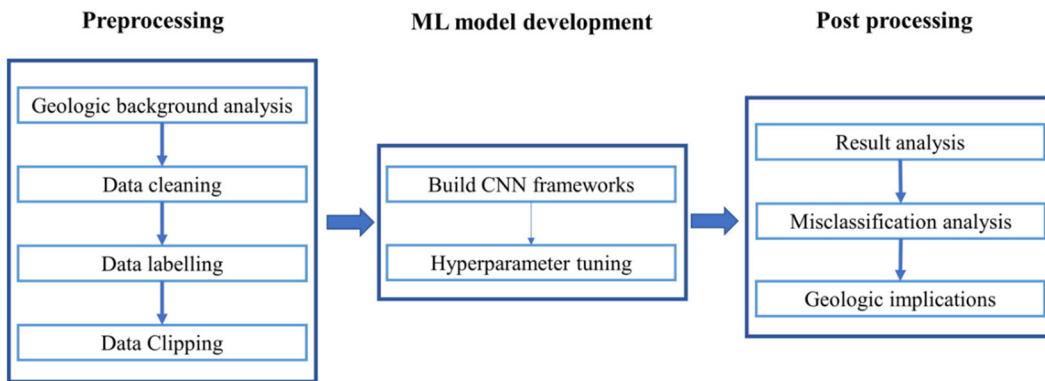 Preprocessing
Geologic background analysis
Data cleaning
Data labelling
Data Clipping
ML model development
Build CNN frameworks
Hyperparameter tuning
Post processing
Result analysis
Misclassification analysis
Geologic implications